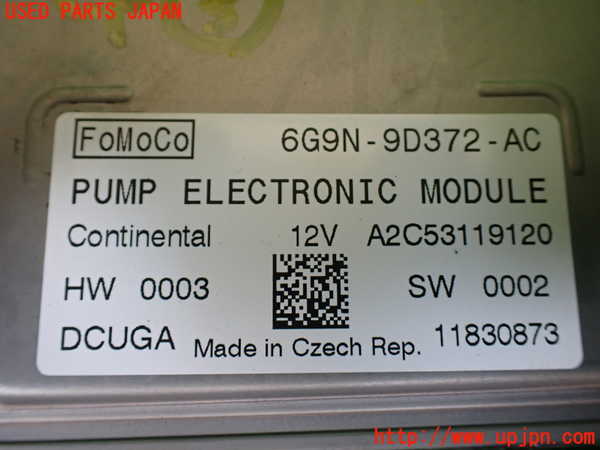 USED PARTS JAPAN
FoMoCo 6G9N-9D372-AC
PUMP ELECTRONIC MODULE
Continental 12V A2C53119120
HW 0003 SW 0002
DCUGA Made in Czech Rep. 11830873
http://www.upjpn.com